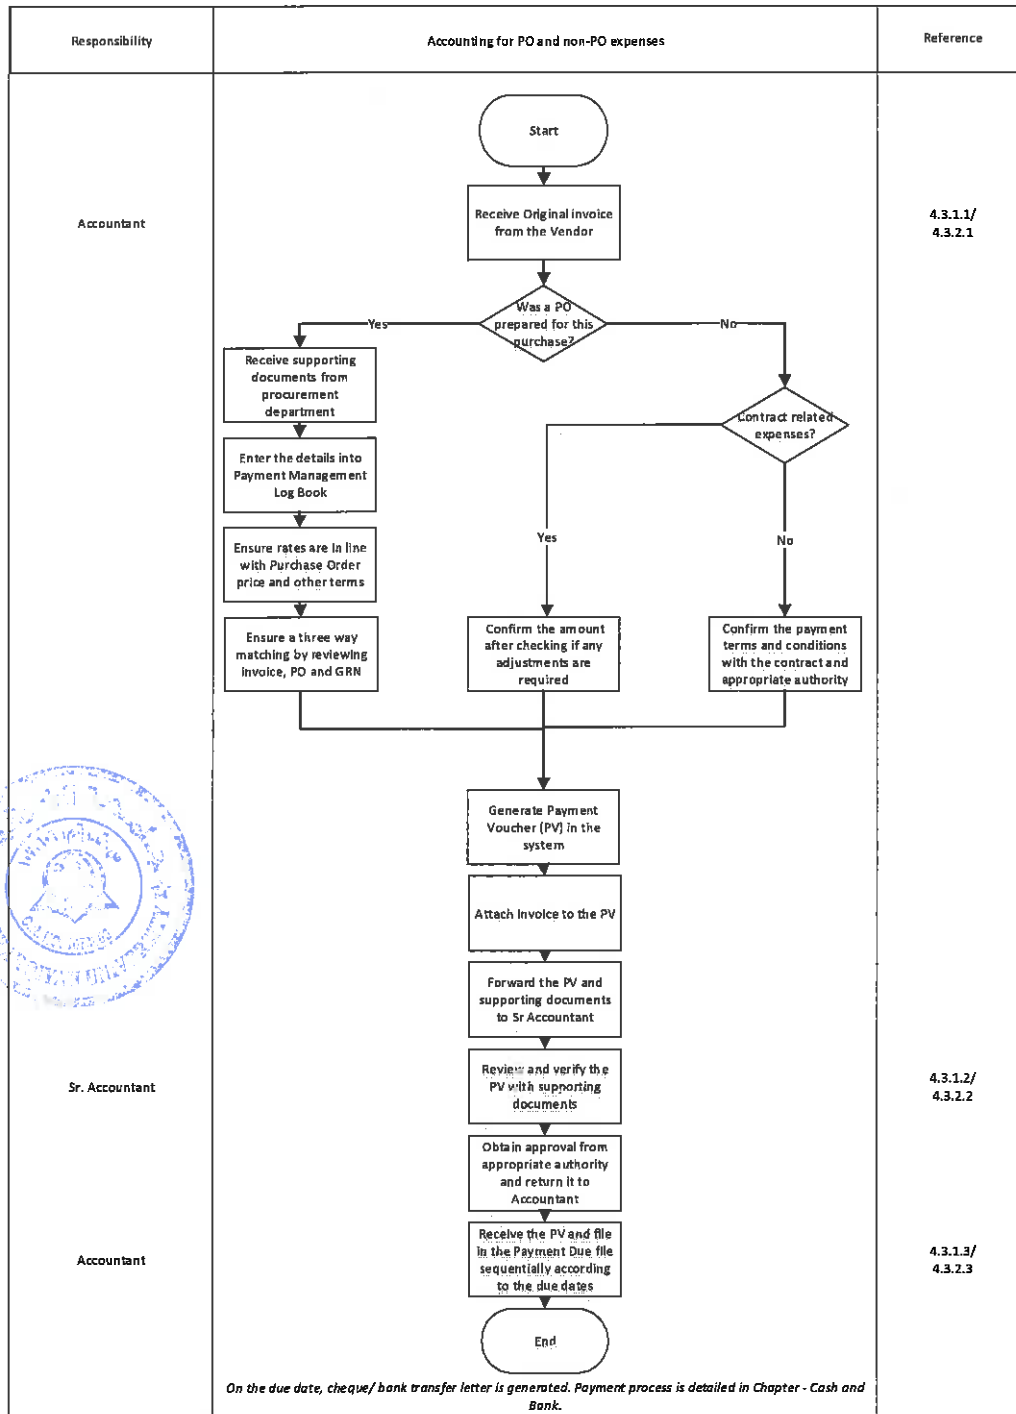 Responsibility
Accounting for PO and non-PO expenses
Reference
Start
Receive Original invoice
from the Vendor
Accountant
4.3.1.1/
4.3.2.1
Was a PO
prepared for this
purchase?
Yes
No
Receive supporting
documents from
procurement
department
Contract related
expenses?
Enter the details into
Payment Management
Log Book
Ensure rates are in line
with Purchase Order
price and other terms
Yes
No
Ensure a three way
matching by reviewing
invoice, PO and GRN
Confirm the amount
after checking if any
adjustments are
required
Confirm the payment
terms and conditions
with the contract and
appropriate authority
Generate Payment
Voucher (PV) in the
system
Attach Invoice to the PV
Forward the PV and
supporting documents
to Sr Accountant
Sr. Accountant
Review and verify the
PV with supporting
documents
4.3.1.2/
4.3.2.2
Obtain approval from
appropriate authority
and return it to
Accountant
Accountant
Receive the PV and file
in the Payment Due file
sequentially according
to the due dates
4.3.1.3/
4.3.2.3
End
On the due date, cheque/ bank transfer letter is generated. Payment process is detailed in Chapter - Cash and
Bank.